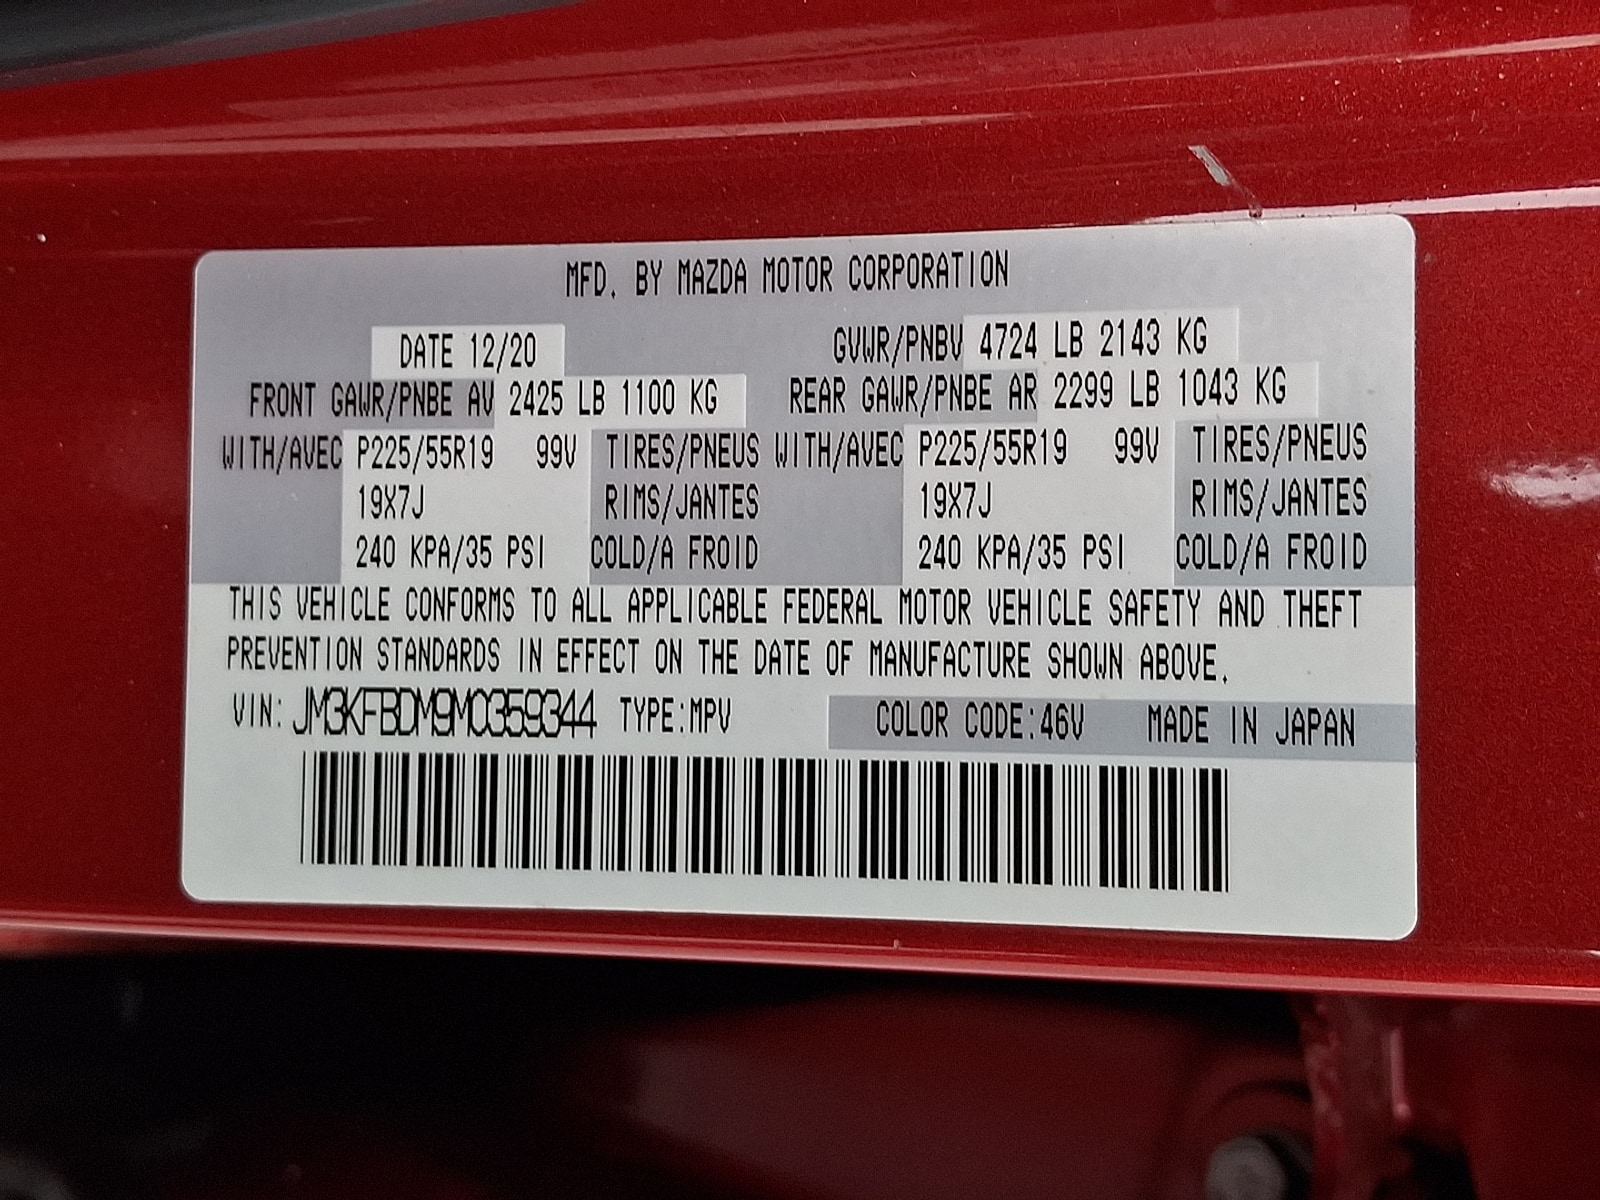 MFD. BY MAZDA MOTOR CORPORATION
DATE 12/20 GVWR/PNBV 4724 LB 2143 KG
FRONT GAWR/PNBE AV 2425 LB 1100 KG REAR GAWR/PNBE AR 2299 LB 1043 KG
WITH/AVEC P225/55R19 99V TIRES/PNEUS WITH/AVEC P225/55R19 99V TIRES/PNEUS
19X7J RIMS/JANTES 19X7J RIMS/JANTES
240 KPA/35 PSI COLD/A FROID 240 KPA/35 PSI COLD/A FROID
THIS VEHICLE CONFORMS TO ALL APPLICABLE FEDERAL MOTOR VEHICLE SAFETY AND THEFT
PREVENTION STANDARDS IN EFFECT ON THE DATE OF MANUFACTURE SHOWN ABOVE.
VIN: JM3KFBDM9M0359344 TYPE:MPV COLOR CODE:46V MADE IN JAPAN